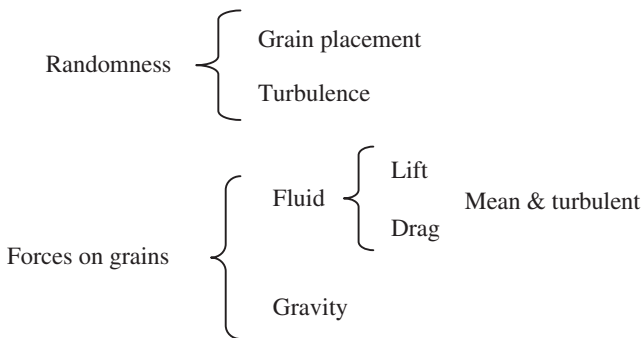 Grain placement
Randomness
Turbulence
Lift
Fluid
Mean & turbulent
Drag
Forces on grains
Gravity